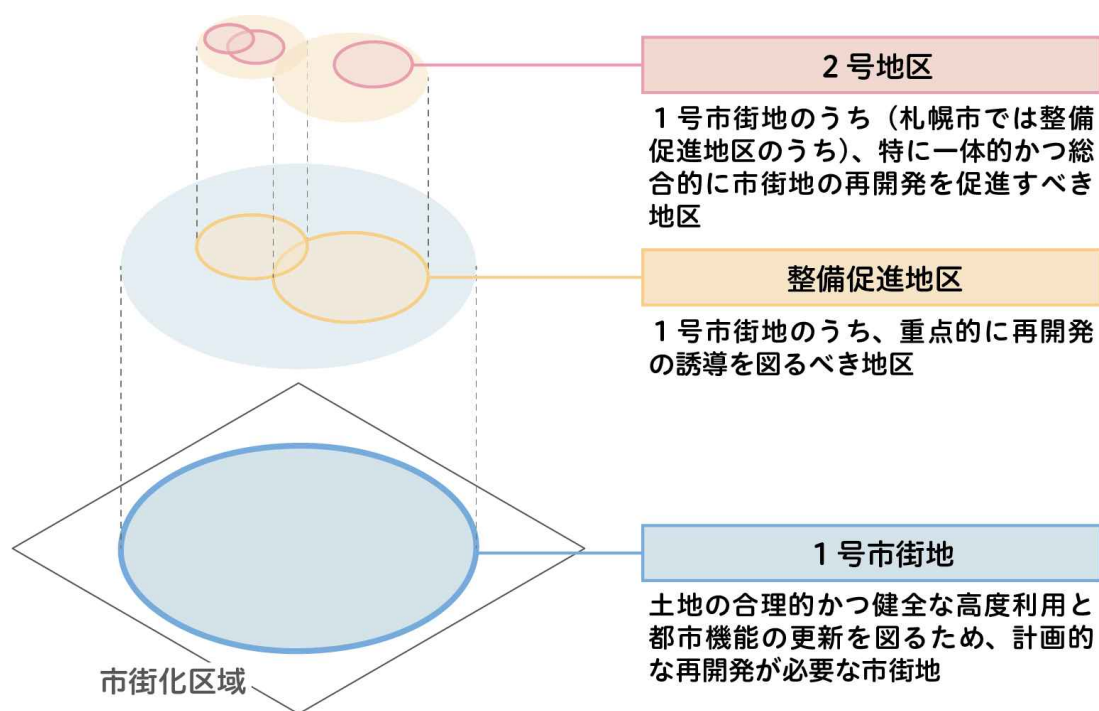 2号地区
1号市街地のうち（札幌市では整備
促進地区のうち）、特に一体的かつ総
合的に市街地の再開発を促進すべき
地区
整備促進地区
1号市街地のうち、重点的に再開発
の誘導を図るべき地区
1号市街地
土地の合理的かつ健全な高度利用と
都市機能の更新を図るため、計画的
な再開発が必要な市街地
市街化区域